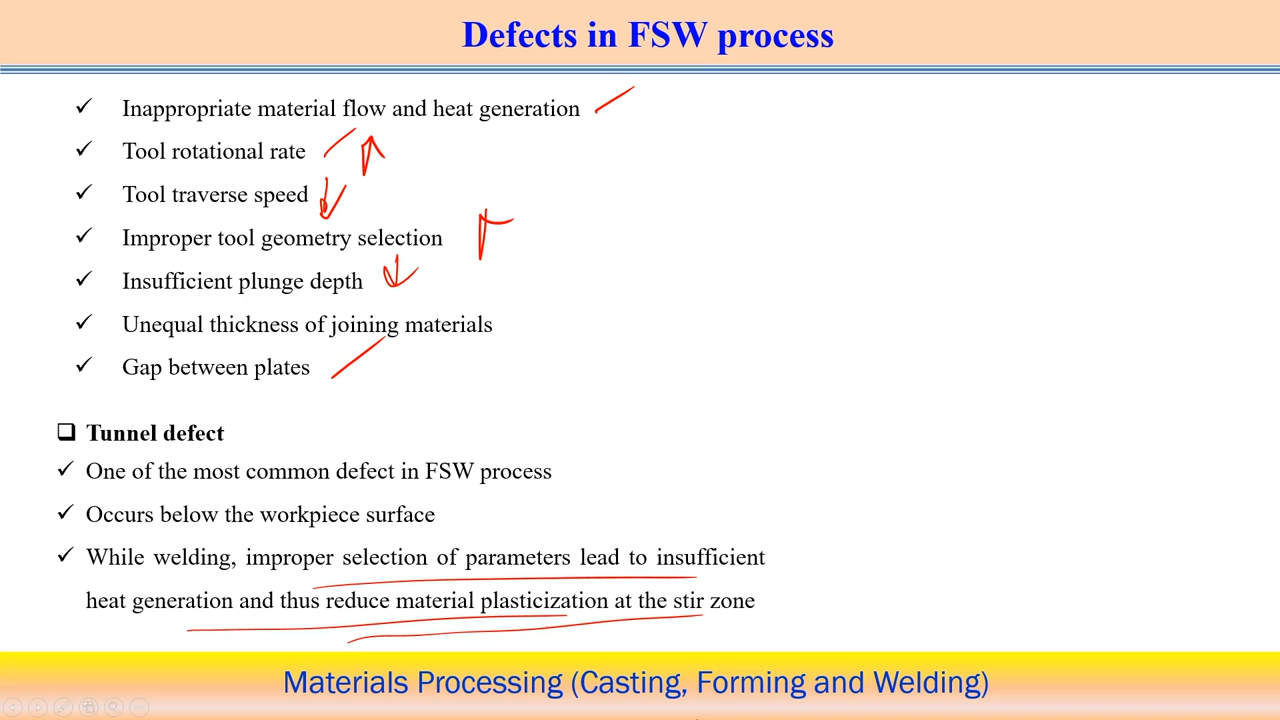 Defects in FSW process
✓ Inappropriate material flow and heat generation
✓ Tool rotational rate
✓ Tool traverse speed
✓ Improper tool geometry selection
✓ Insufficient plunge depth
✓ Unequal thickness of joining materials
✓ Gap between plates
❑ Tunnel defect
✓ One of the most common defect in FSW process
✓ Occurs below the workpiece surface
✓ While welding, improper selection of parameters lead to insufficient
heat generation and thus reduce material plasticization at the stir zone
Materials Processing (Casting, Forming and Welding)